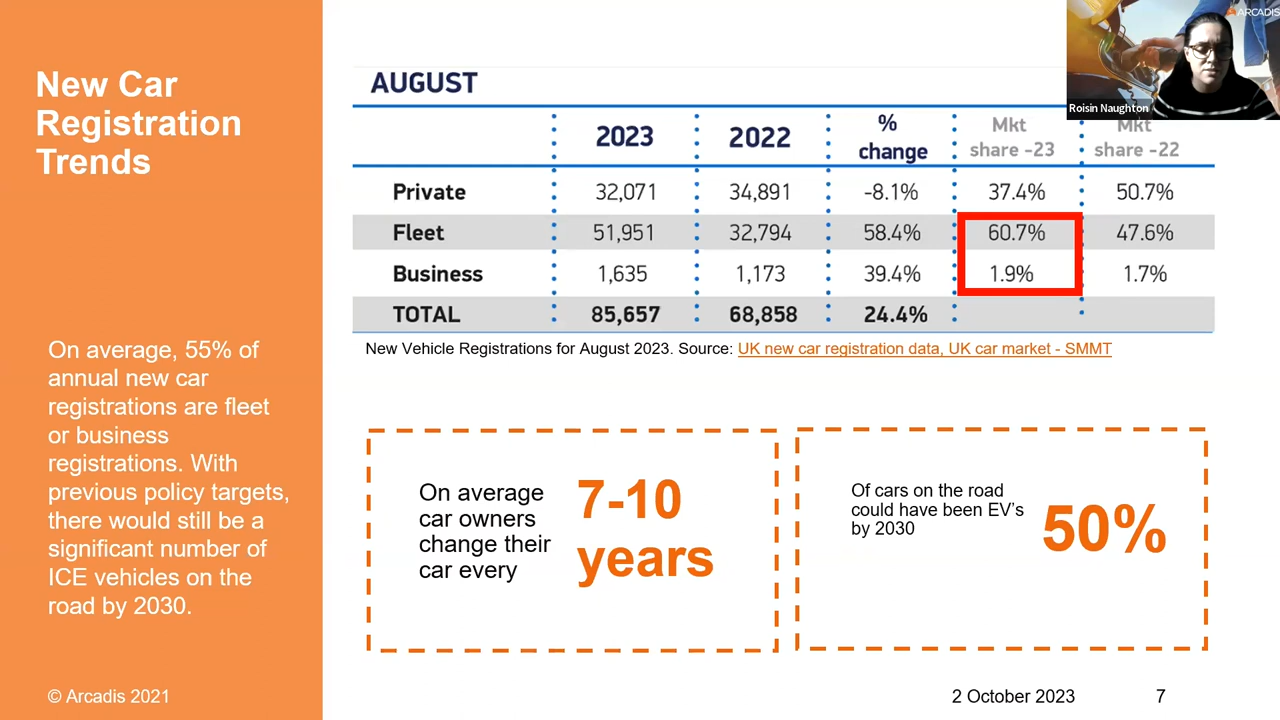 New Car
Registration
Trends
On average, 55% of
annual new car
registrations are fleet
or business
registrations. With
previous policy targets,
there would still be a
significant number of
ICE vehicles on the
road by 2030.
© Arcadis 2021
ARCADIS
Roisin Naughton
AUGUST
2023 2022 % change Mkt share -23 Mkt share -22
Private 32,071 34,891 -8.1% 37.4% 50.7%
Fleet 51,951 32,794 58.4% 60.7% 47.6%
Business 1,635 1,173 39.4% 1.9% 1.7%
TOTAL 85,657 68,858 24.4%
New Vehicle Registrations for August 2023. Source: UK new car registration data, UK car market - SMMT
On average
car owners
change their
car every
7-10
years
Of cars on the road
could have been EV's
by 2030
50%
2 October 2023 7